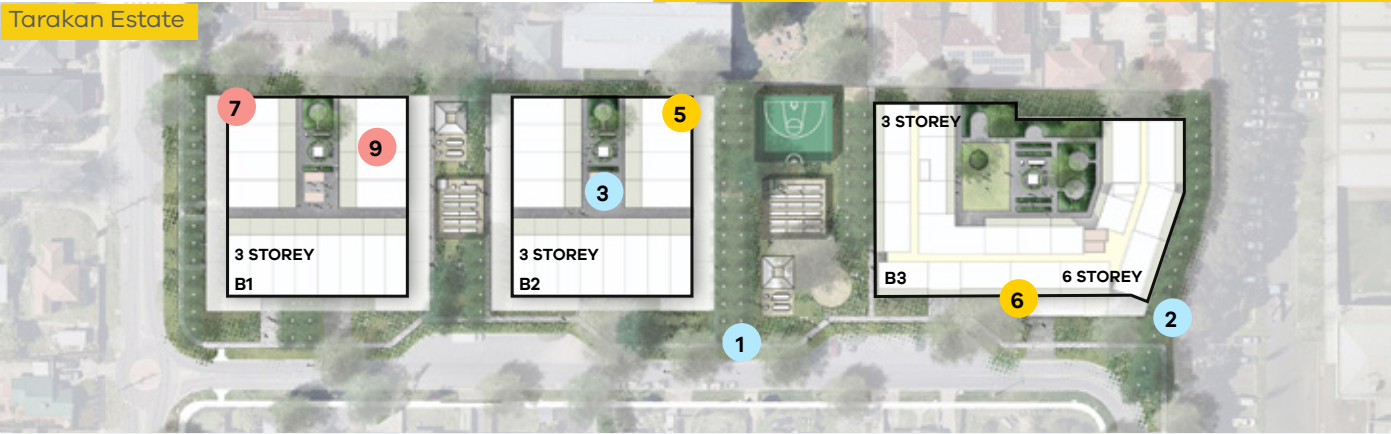 Tarakan Estate
7
9
3 STOREY
B1
5
3
3 STOREY
B2
1
3 STOREY
B3
6 STOREY
6
2